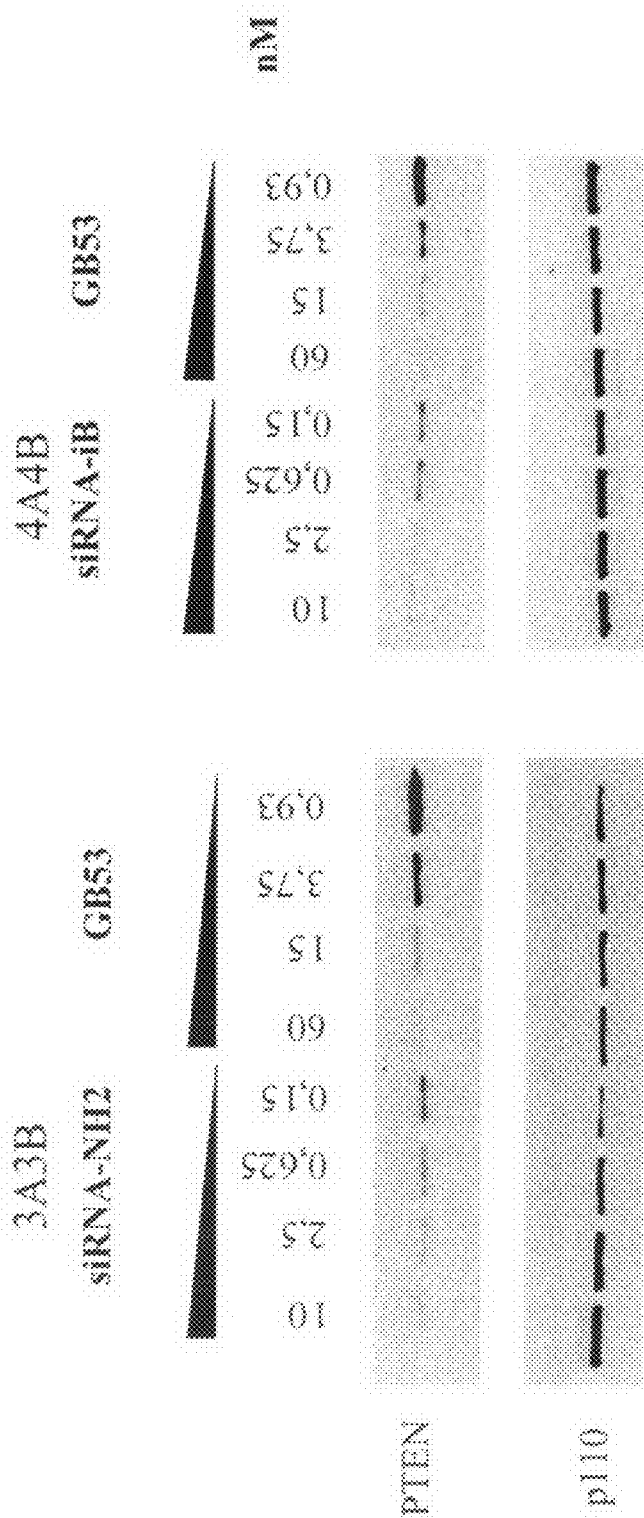 3A3B 4A4B
siRNA-NH2 GB53 siRNA-iB GB53
10 2,5 0,625 0,15 60 15 3,75 0,93 10 2,5 0,625 0,15 60 15 3,75 0,93 nM
PTEN
p110